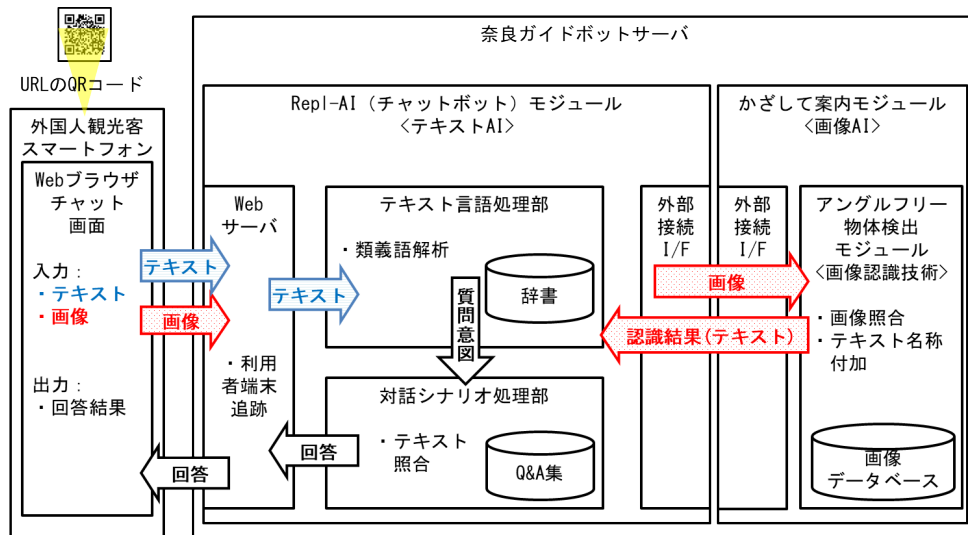 奈良ガイドボットサーバ
URLのQRコード
外国人観光客
スマートフォン
Webブラウザ
チャット
画面
入力:
・テキスト
・画像
出力:
・回答結果
テキスト
画像
回答
Repl-AI(チャットボット)モジュール
<テキストAI>
Web
サーバ
・利用
者端末
追跡
テキスト
回答
テキスト言語処理部
・類義語解析
辞書
質問意図
対話シナリオ処理部
・テキスト
照合
Q&A集
外部
接続
I/F
かざして案内モジュール
<画像AI>
外部
接続
I/F
画像
認識結果(テキスト)
アングルフリー
物体検出
モジュール
<画像認識技術>
・画像照合
・テキスト名称
付加
画像
データベース